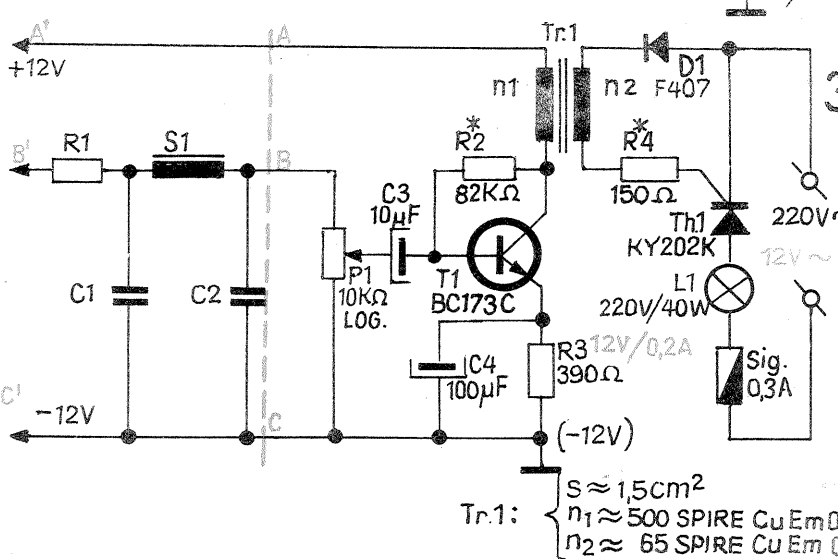 A'
A
Tr.1
+12V
n1
n2
D1
F407
B'
R1
S1
B
R2*
82KΩ
R4*
150Ω
C3
10µF
Th.1
KY202K
220V~
12V~
P1
10KΩ
LOG.
T1
BC173C
C1
C2
L1
220V/40W
12V/0,2A
C4
100µF
R3
390Ω
Sig.
0,3A
C'
-12V
C
(-12V)
Tr.1:
S≈1,5cm²
n1≈500 SPIRE CuEm
n2≈ 65 SPIRE CuEm